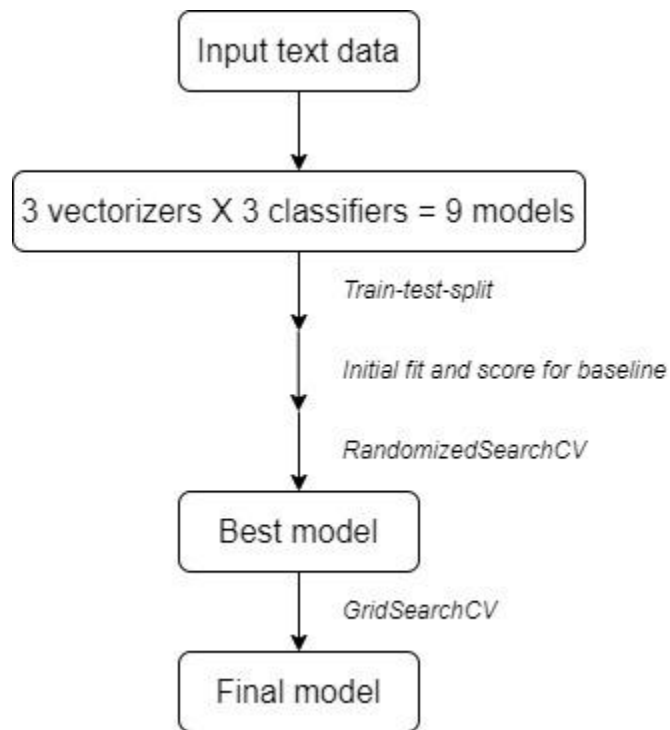 Input text data
3 vectorizers X 3 classifiers = 9 models
Train-test-split
Initial fit and score for baseline
RandomizedSearchCV
Best model
GridSearchCV
Final model